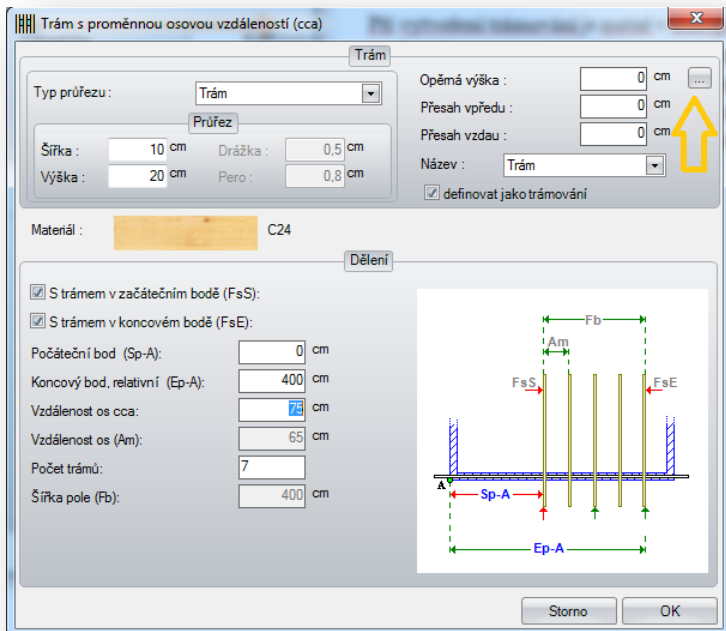 Trám s proměnnou osovou vzdáleností (cca)
Trám
Typ průřezu : Trám
Průřez
Šířka : 10 cm Drážka : 0,5 cm
Výška : 20 cm Pero : 0,8 cm
Opěrná výška : 0 cm ...
Přesah vpředu : 0 cm
Přesah vzdau : 0 cm
Název : Trám
definovat jako trámování
Materiál : C24
Dělení
S trámem v začátečním bodě (FsS):
S trámem v koncovém bodě (FsE):
Počáteční bod (Sp-A): 0 cm
Koncový bod, relativní (Ep-A): 400 cm
Vzdálenost os cca: 75 cm
Vzdálenost os (Am): 65 cm
Počet trámů: 7
Šířka pole (Fb): 400 cm
Fb
Am
FsS FsE
A
Sp-A
Ep-A
Storno OK